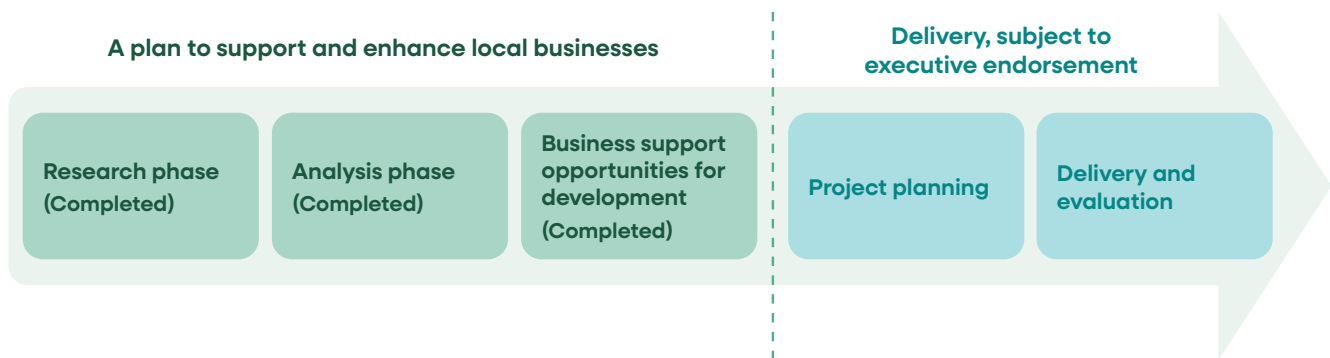 A plan to support and enhance local businesses
Delivery, subject to
executive endorsement
Research phase
(Completed)
Analysis phase
(Completed)
Business support
opportunities for
development
(Completed)
Project planning
Delivery and
evaluation